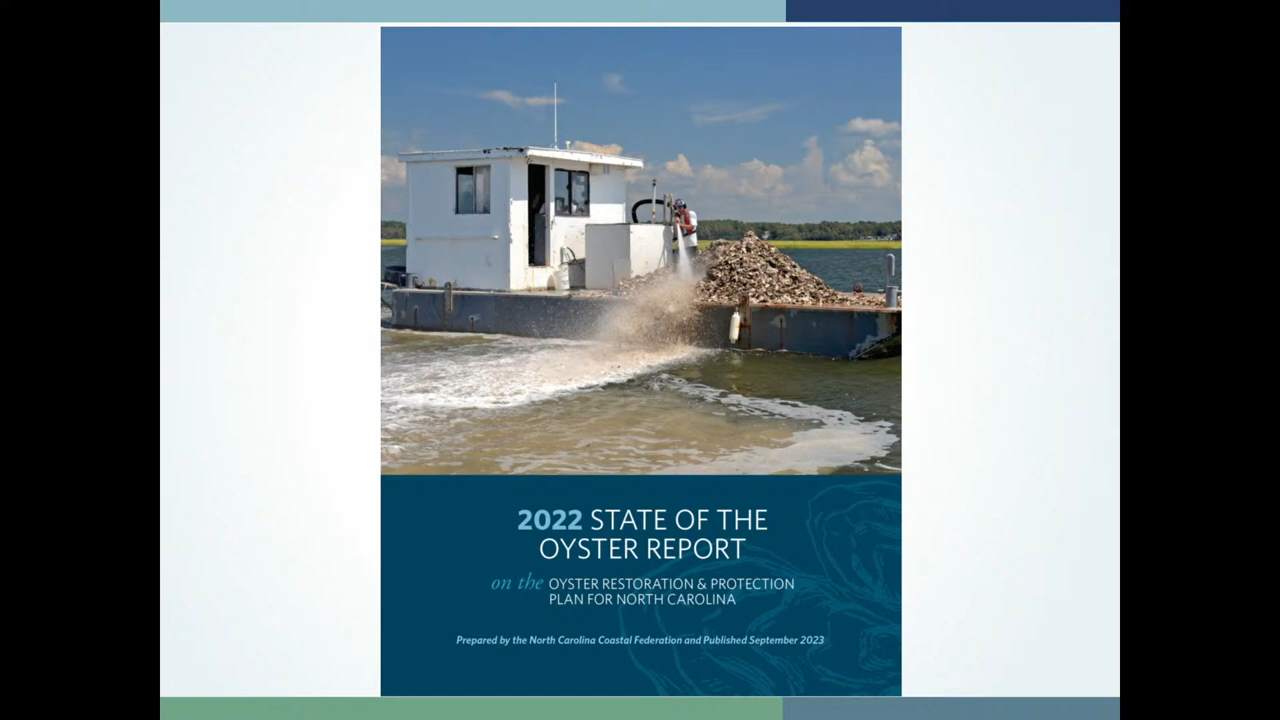 2022 STATE OF THE
OYSTER REPORT
on the OYSTER RESTORATION & PROTECTION
PLAN FOR NORTH CAROLINA
Prepared by the North Carolina Coastal Federation and Published September 2023